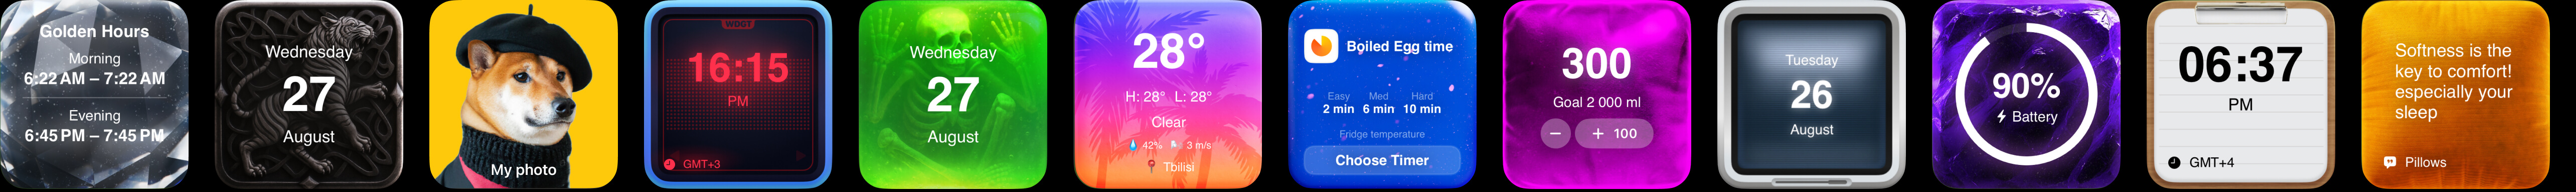 Golden Hours
Morning
6:22 AM – 7:22 AM
Evening
6:45 PM – 7:45 PM
Wednesday
27
August
My photo
WDGT
16:15
PM
GMT+3
Wednesday
27
August
28°
H: 28° L: 28°
Clear
42% 3 m/s
Tbilisi
Boiled Egg time
Easy Med Hard
2 min 6 min 10 min
Fridge temperature
Choose Timer
300
Goal 2 000 ml
− + 100
Tuesday
26
August
90%
Battery
06:37
PM
GMT+4
Softness is the
key to comfort!
especially your
sleep
Pillows